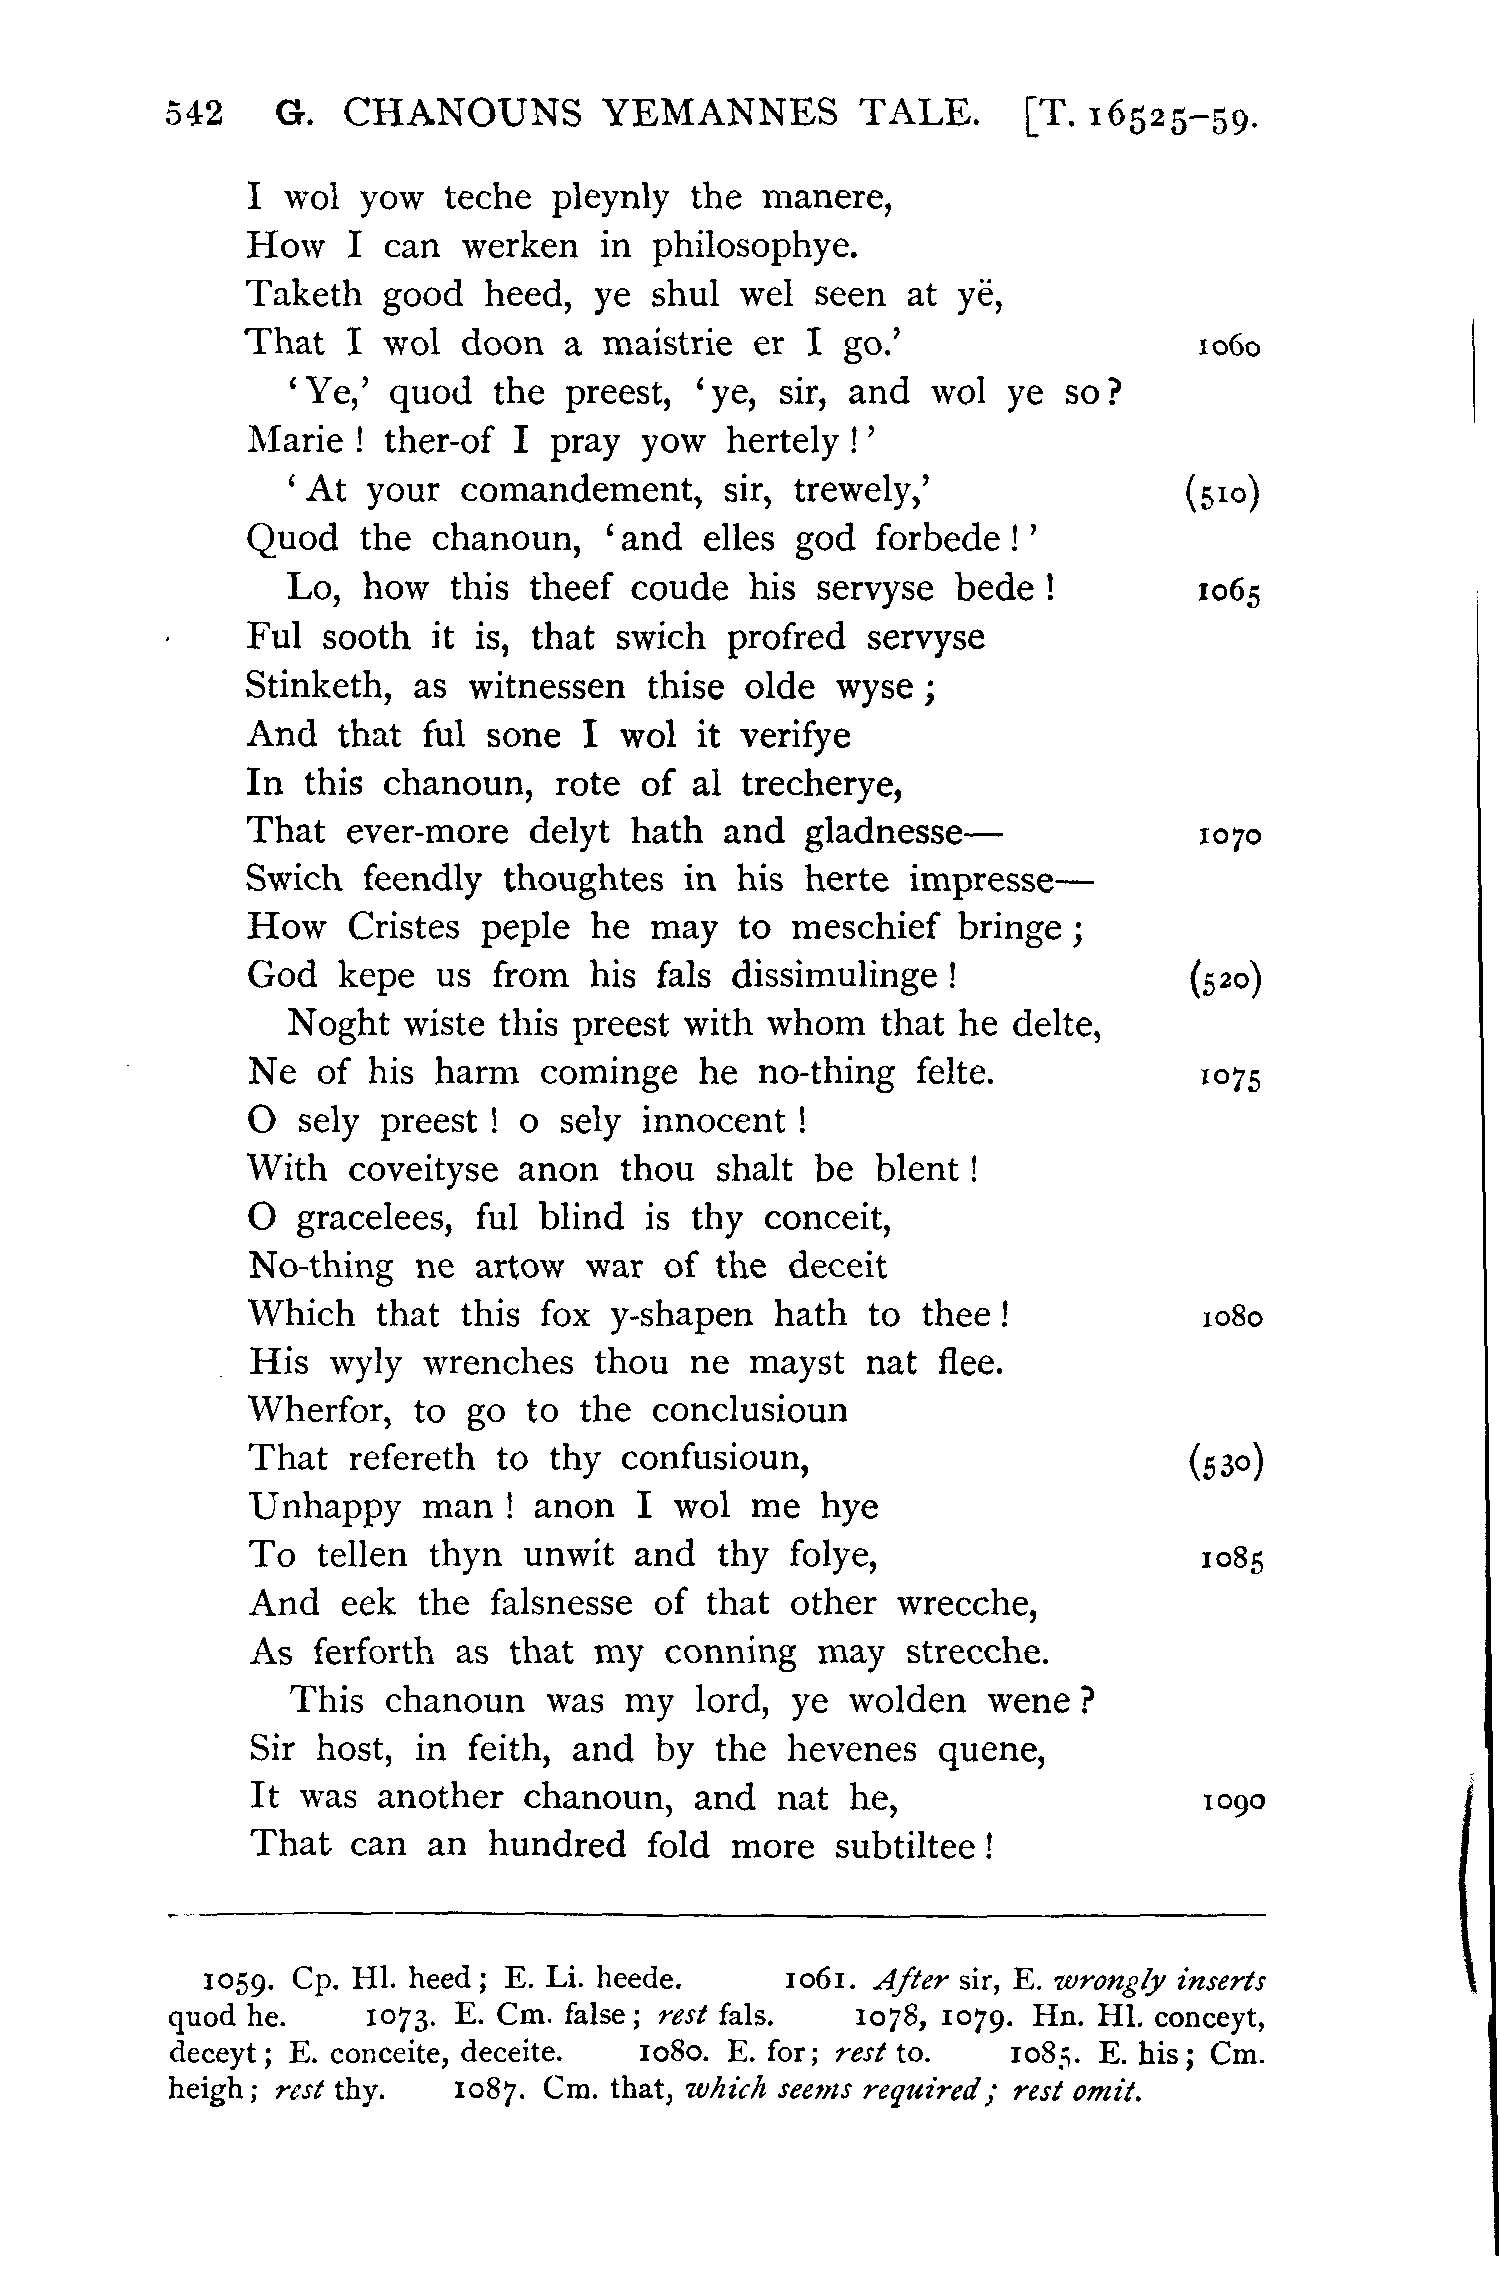 542 G. CHANOUNS YEMANNES TALE. [T. 16525-59.
I wol yow teche pleynly the manere,
How I can werken in philosophye.
Taketh good heed, ye shul wel seen at yë,
That I wol doon a maistrie er I go.’ 1060
‘Ye,’ quod the preest, ‘ye, sir, and wol ye so?
Marie! ther-of I pray yow hertely!’
‘At your comandement, sir, trewely,’ (510)
Quod the chanoun, ‘and elles god forbede!’
Lo, how this theef coude his servyse bede! 1065
Ful sooth it is, that swich profred servyse
Stinketh, as witnessen thise olde wyse;
And that ful sone I wol it verifye
In this chanoun, rote of al trecherye,
That ever-more delyt hath and gladnesse— 1070
Swich feendly thoughtes in his herte impresse—
How Cristes peple he may to meschief bringe;
God kepe us from his fals dissimulinge! (520)
Noght wiste this preest with whom that he delte,
Ne of his harm cominge he no-thing felte. 1075
O sely preest! o sely innocent!
With coveityse anon thou shalt be blent!
O gracelees, ful blind is thy conceit,
No-thing ne artow war of the deceit
Which that this fox y-shapen hath to thee! 1080
His wyly wrenches thou ne mayst nat flee.
Wherfor, to go to the conclusioun
That refereth to thy confusioun, (530)
Unhappy man! anon I wol me hye
To tellen thyn unwit and thy folye, 1085
And eek the falsnesse of that other wrecche,
As ferforth as that my conning may strecche.
This chanoun was my lord, ye wolden wene?
Sir host, in feith, and by the hevenes quene,
It was another chanoun, and nat he, 1090
That can an hundred fold more subtiltee!
1059. Cp. Hl. heed; E. Li. heede. 1061. After sir, E. wrongly inserts
quod he. 1073. E. Cm. false; rest fals. 1078, 1079. Hn. Hl. conceyt,
deceyt; E. conceite, deceite. 1080. E. for; rest to. 1085. E. his; Cm.
heigh; rest thy. 1087. Cm. that, which seems required; rest omit.